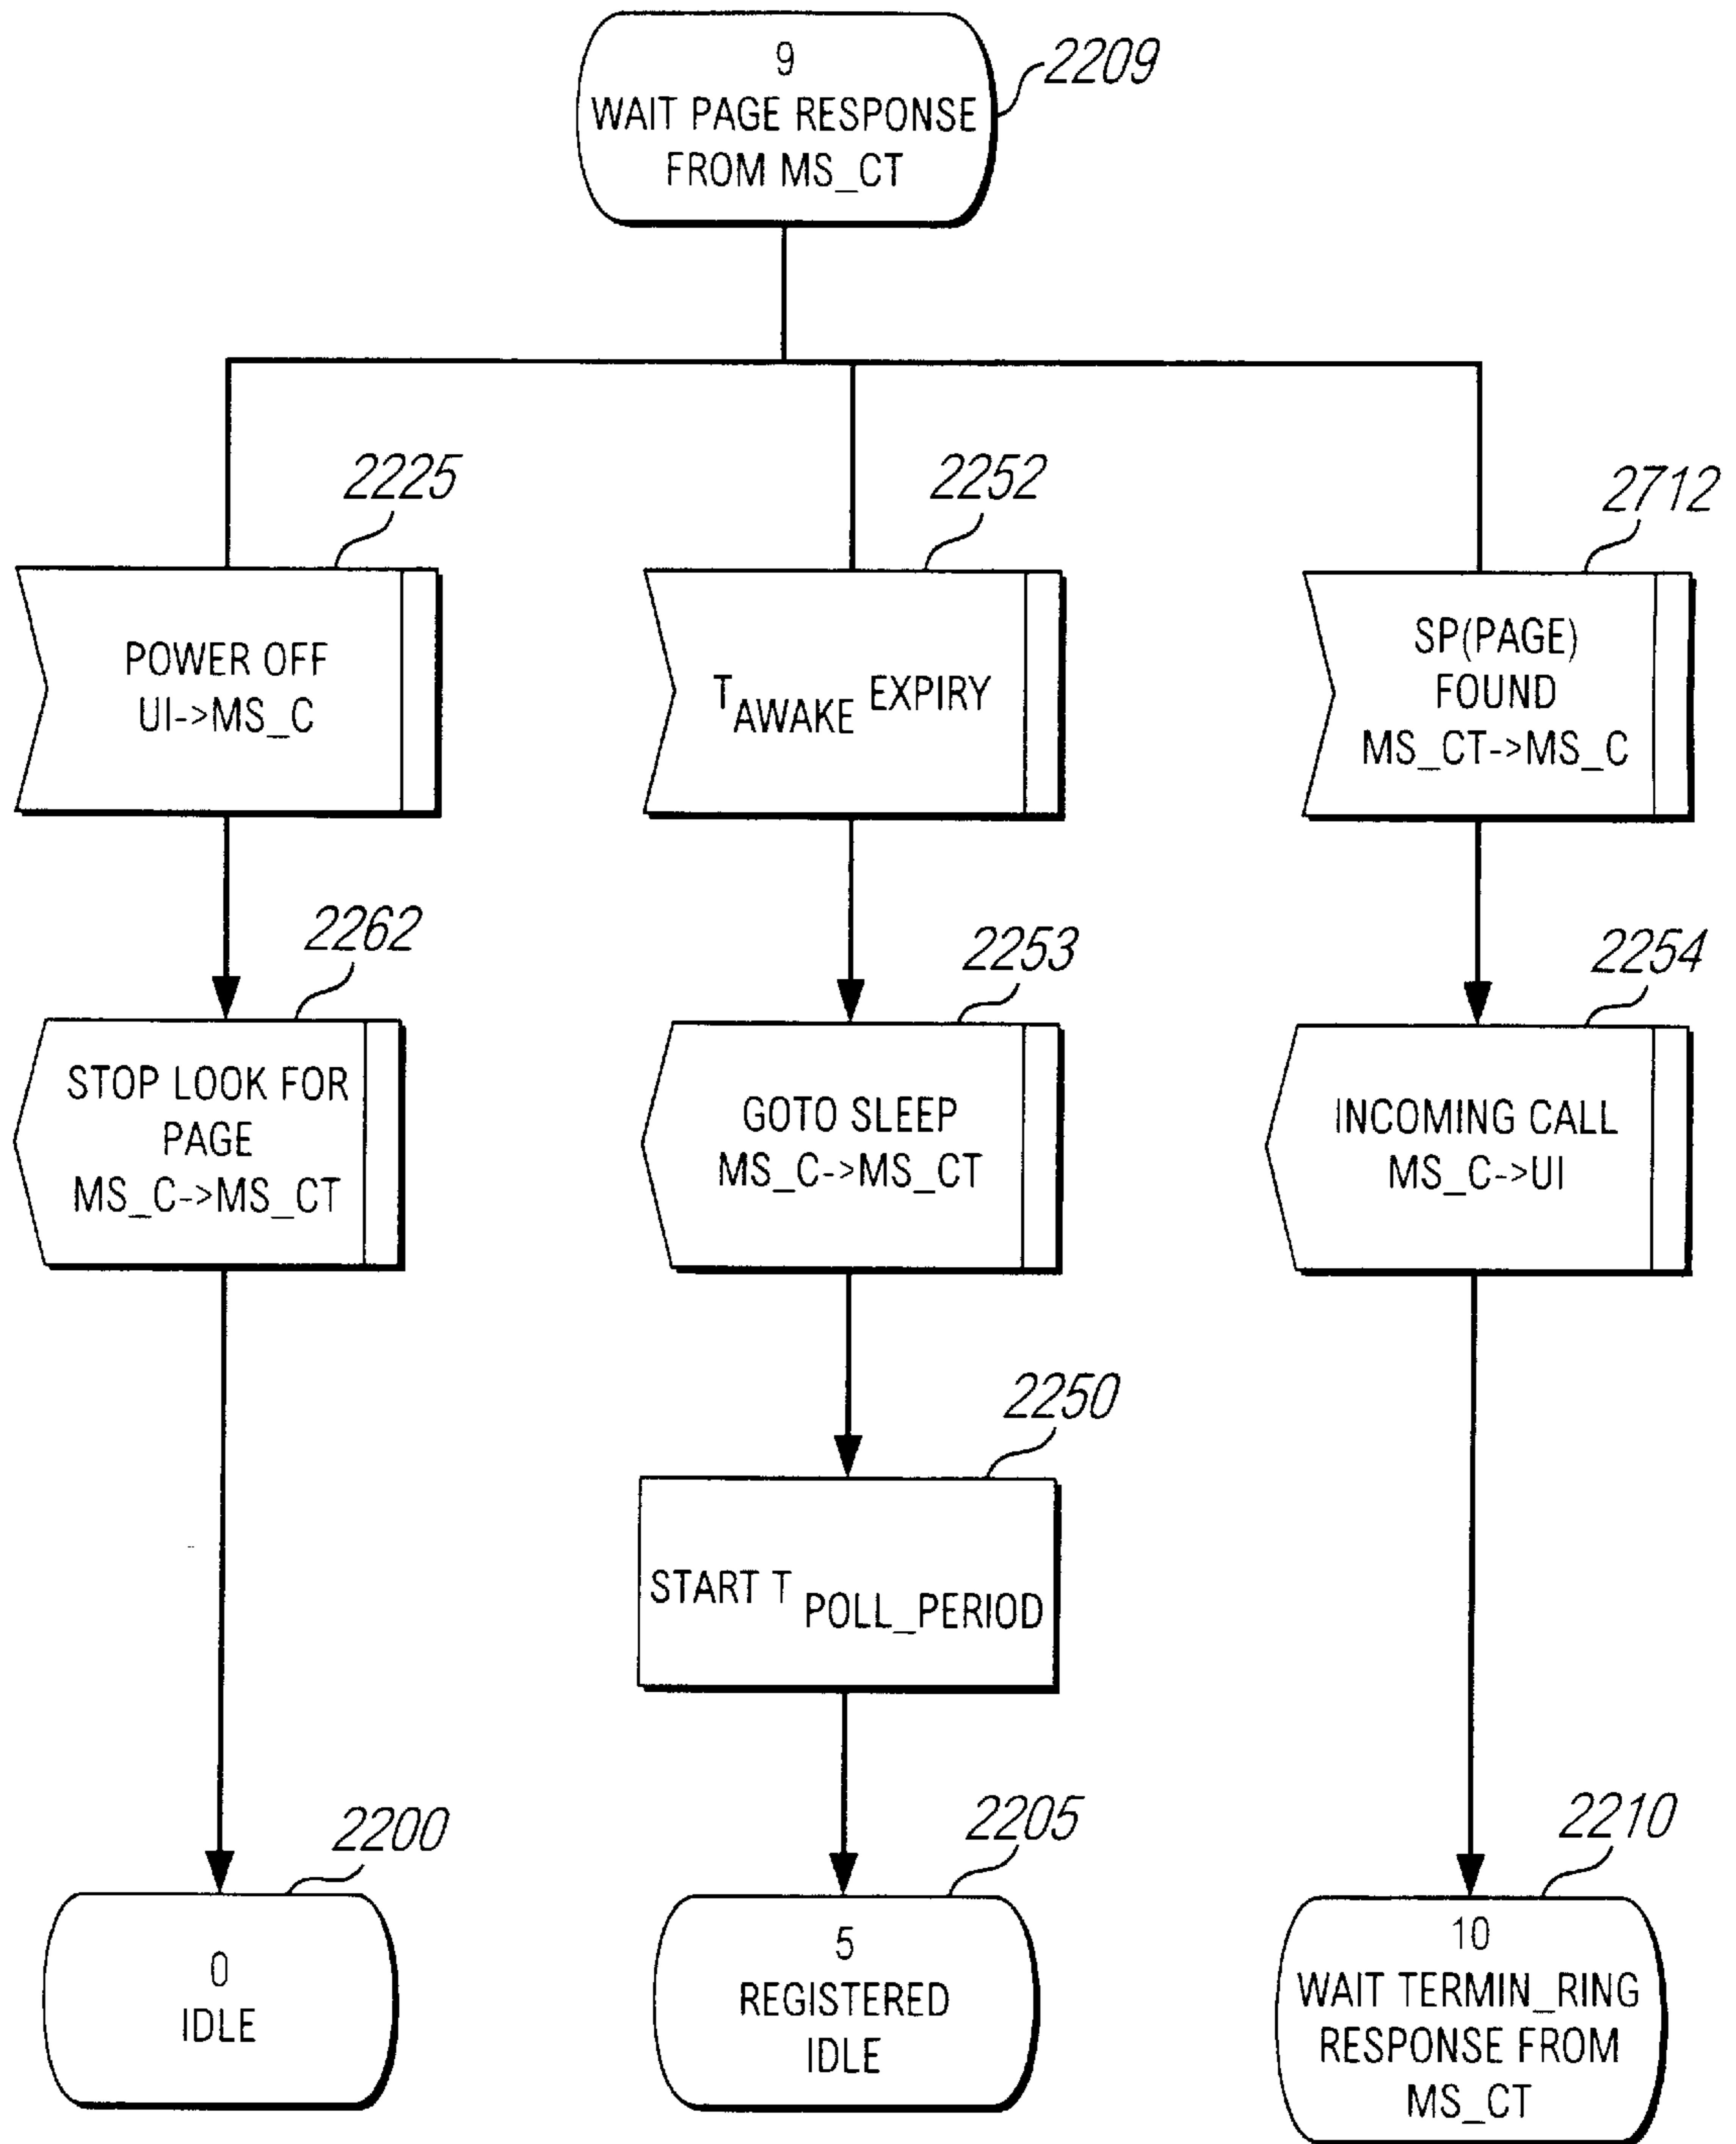 9
WAIT PAGE RESPONSE
FROM MS_CT
2209
2225
POWER OFF
UI->MS_C
2252
T AWAKE EXPIRY
2712
SP(PAGE)
FOUND
MS_CT->MS_C
2262
STOP LOOK FOR
PAGE
MS_C->MS_CT
2253
GOTO SLEEP
MS_C->MS_CT
2254
INCOMING CALL
MS_C->UI
2250
START T POLL_PERIOD
2200
0
IDLE
2205
5
REGISTERED
IDLE
2210
10
WAIT TERMIN_RING
RESPONSE FROM
MS_CT